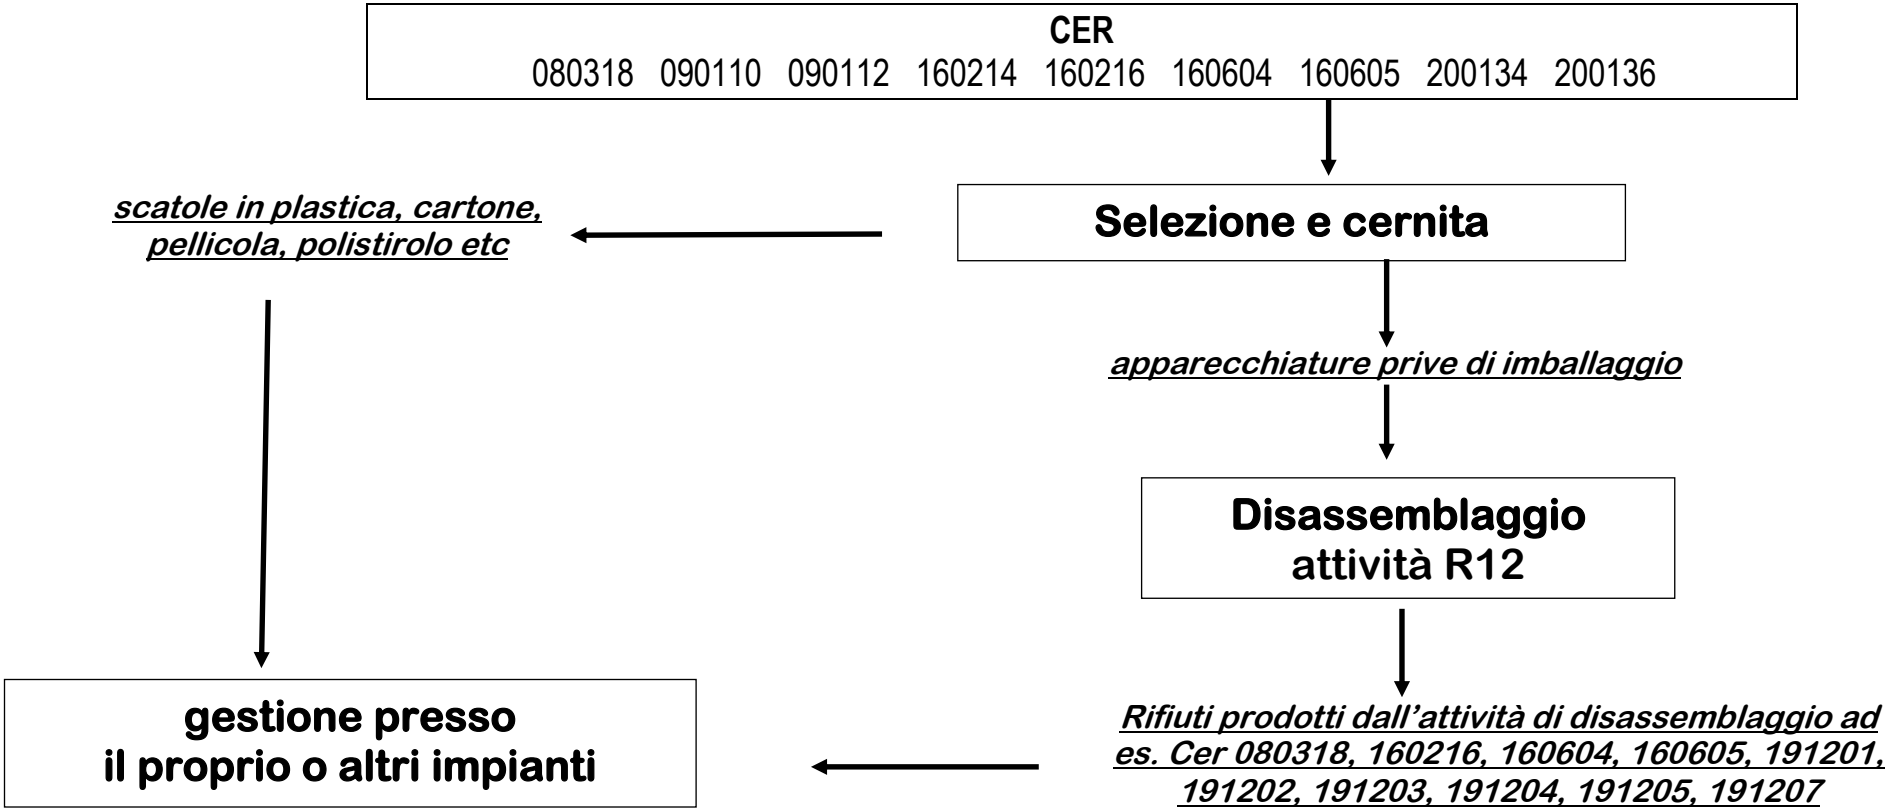 CER
080318 090110 090112 160214 160216 160604 160605 200134 200136
scatole in plastica, cartone,
pellicola, polistirolo etc
Selezione e cernita
apparecchiature prive di imballaggio
Disassemblaggio
attività R12
gestione presso
il proprio o altri impianti
Rifiuti prodotti dall'attività di disassemblaggio ad
es. Cer 080318, 160216, 160604, 160605, 191201,
191202, 191203, 191204, 191205, 191207